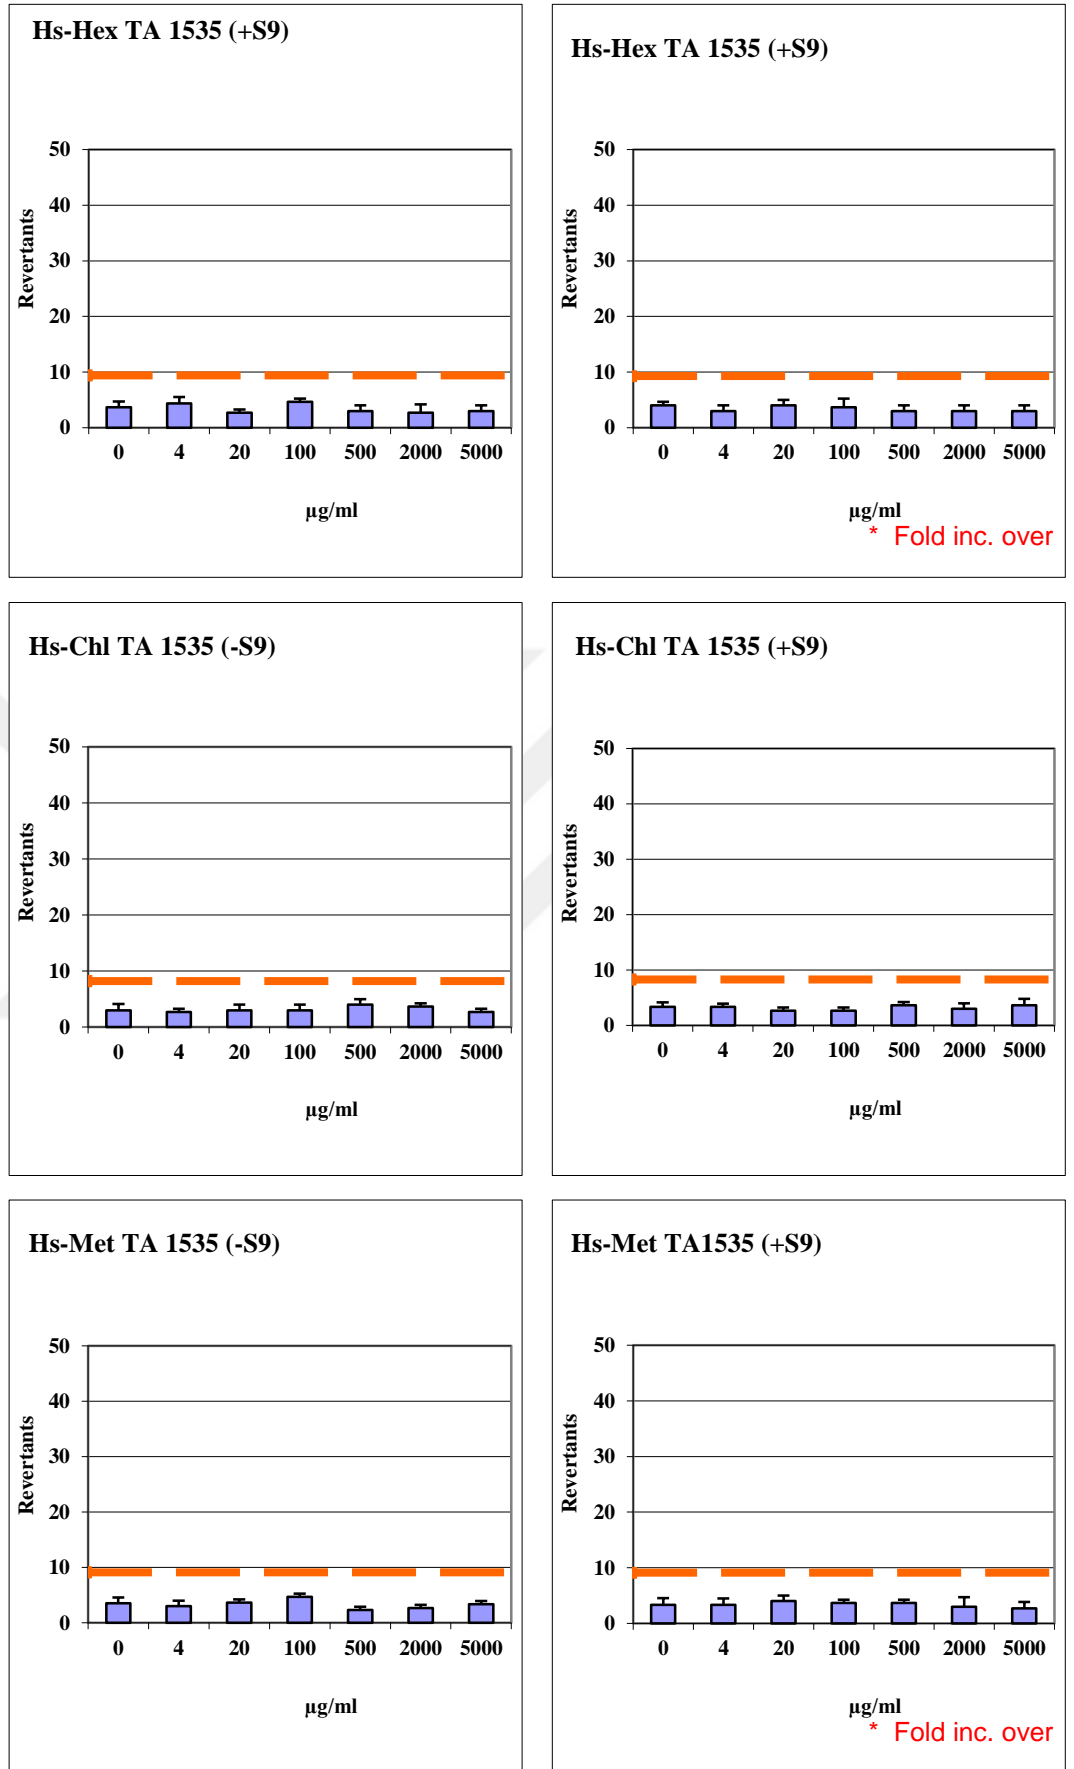 Hs-Hex TA 1535 (+S9)
50
40
30
20
10
0
Revertants
0 4 20 100 500 2000 5000
µg/ml
Hs-Hex TA 1535 (+S9)
50
40
30
20
10
0
Revertants
0 4 20 100 500 2000 5000
µg/ml
* Fold inc. over
Hs-Chl TA 1535 (-S9)
50
40
30
20
10
0
Revertants
0 4 20 100 500 2000 5000
µg/ml
Hs-Chl TA 1535 (+S9)
50
40
30
20
10
0
Revertants
0 4 20 100 500 2000 5000
µg/ml
Hs-Met TA 1535 (-S9)
50
40
30
20
10
0
Revertants
0 4 20 100 500 2000 5000
µg/ml
Hs-Met TA1535 (+S9)
50
40
30
20
10
0
Revertants
0 4 20 100 500 2000 5000
µg/ml
* Fold inc. over